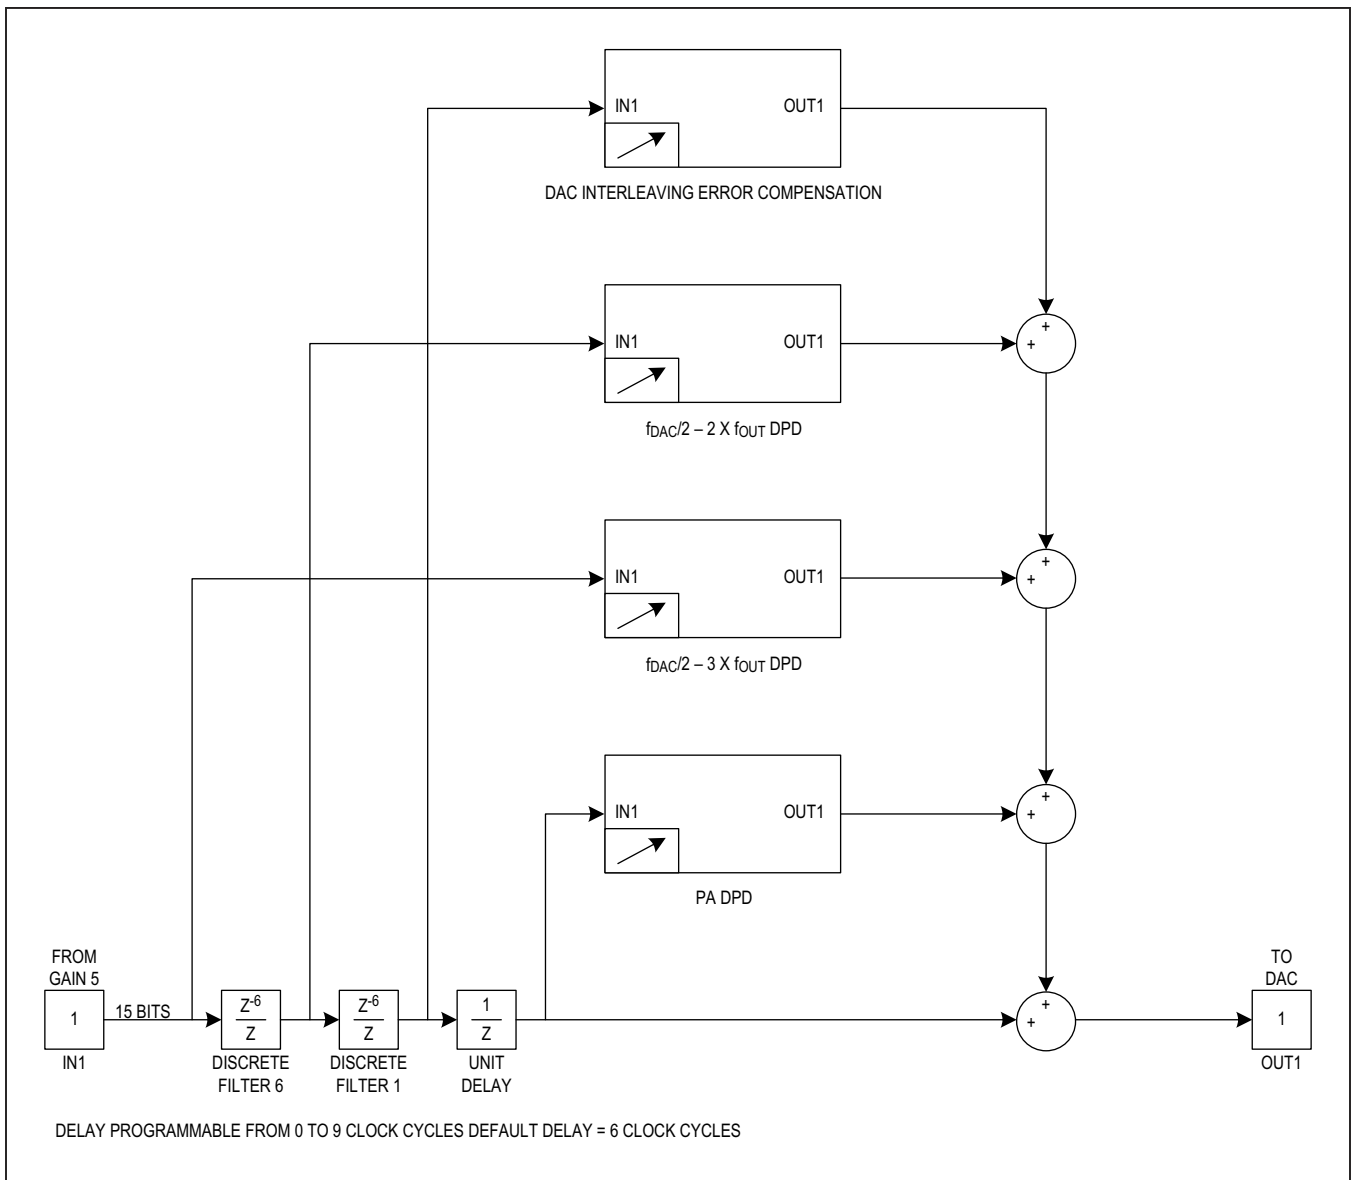 IN1 OUT1
DAC INTERLEAVING ERROR COMPENSATION
+
+
IN1 OUT1
fDAC/2 – 2 X fOUT DPD
+
+
IN1 OUT1
fDAC/2 – 3 X fOUT DPD
+
+
IN1 OUT1
PA DPD
+
+
FROM
GAIN 5
1
IN1
15 BITS
Z-6
Z
DISCRETE
FILTER 6
Z-6
Z
DISCRETE
FILTER 1
1
Z
UNIT
DELAY
+
+
TO
DAC
1
OUT1
DELAY PROGRAMMABLE FROM 0 TO 9 CLOCK CYCLES DEFAULT DELAY = 6 CLOCK CYCLES